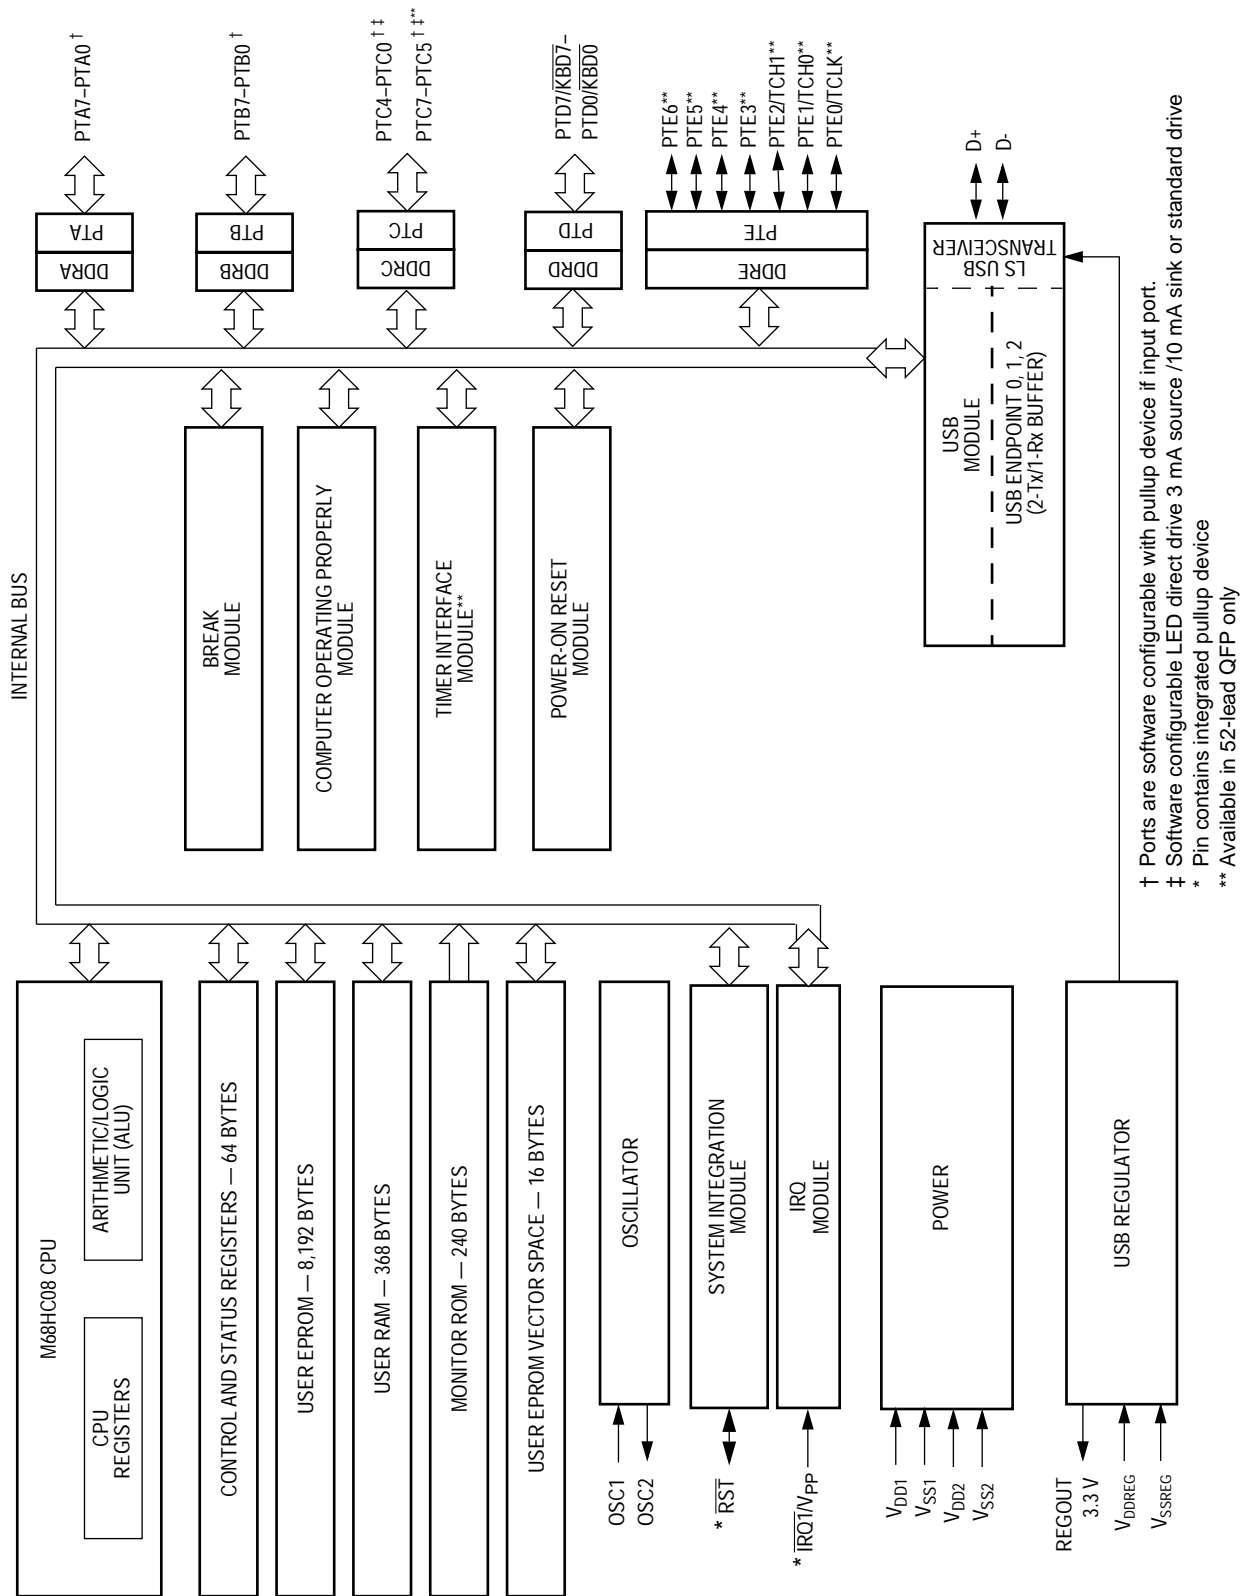 M68HC08 CPU
CPU
REGISTERS
ARITHMETIC/LOGIC
UNIT (ALU)
CONTROL AND STATUS REGISTERS — 64 BYTES
USER EPROM — 8,192 BYTES
USER RAM — 368 BYTES
MONITOR ROM — 240 BYTES
USER EPROM VECTOR SPACE — 16 BYTES
OSC1
OSC2
OSCILLATOR
* RST
SYSTEM INTEGRATION
MODULE
* IRQ1/VPP
IRQ
MODULE
VDD1
VSS1
VDD2
VSS2
POWER
REGOUT
3.3 V
VDDREG
VSSREG
USB REGULATOR
INTERNAL BUS
BREAK
MODULE
COMPUTER OPERATING PROPERLY
MODULE
TIMER INTERFACE
MODULE**
POWER-ON RESET
MODULE
USB
MODULE
USB ENDPOINT 0, 1, 2
(2-Tx/1-Rx BUFFER)
LS USB
TRANSCEIVER
D+
D-
DDRA
PTA
PTA7–PTA0 †
DDRB
PTB
PTB7–PTB0 †
DDRC
PTC
PTC4–PTC0 † ‡
PTC7–PTC5 † ‡**
DDRD
PTD
PTD7/KBD7–
PTD0/KBD0
DDRE
PTE
PTE6**
PTE5**
PTE4**
PTE3**
PTE2/TCH1**
PTE1/TCH0**
PTE0/TCLK**
† Ports are software configurable with pullup device if input port.
‡ Software configurable LED direct drive 3 mA source /10 mA sink or standard drive
* Pin contains integrated pullup device
** Available in 52-lead QFP only